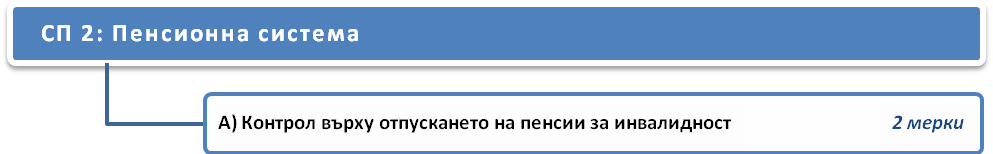 СП 2: Пенсионна система
А) Контрол върху отпускането на пенсии за инвалидност 2 мерки